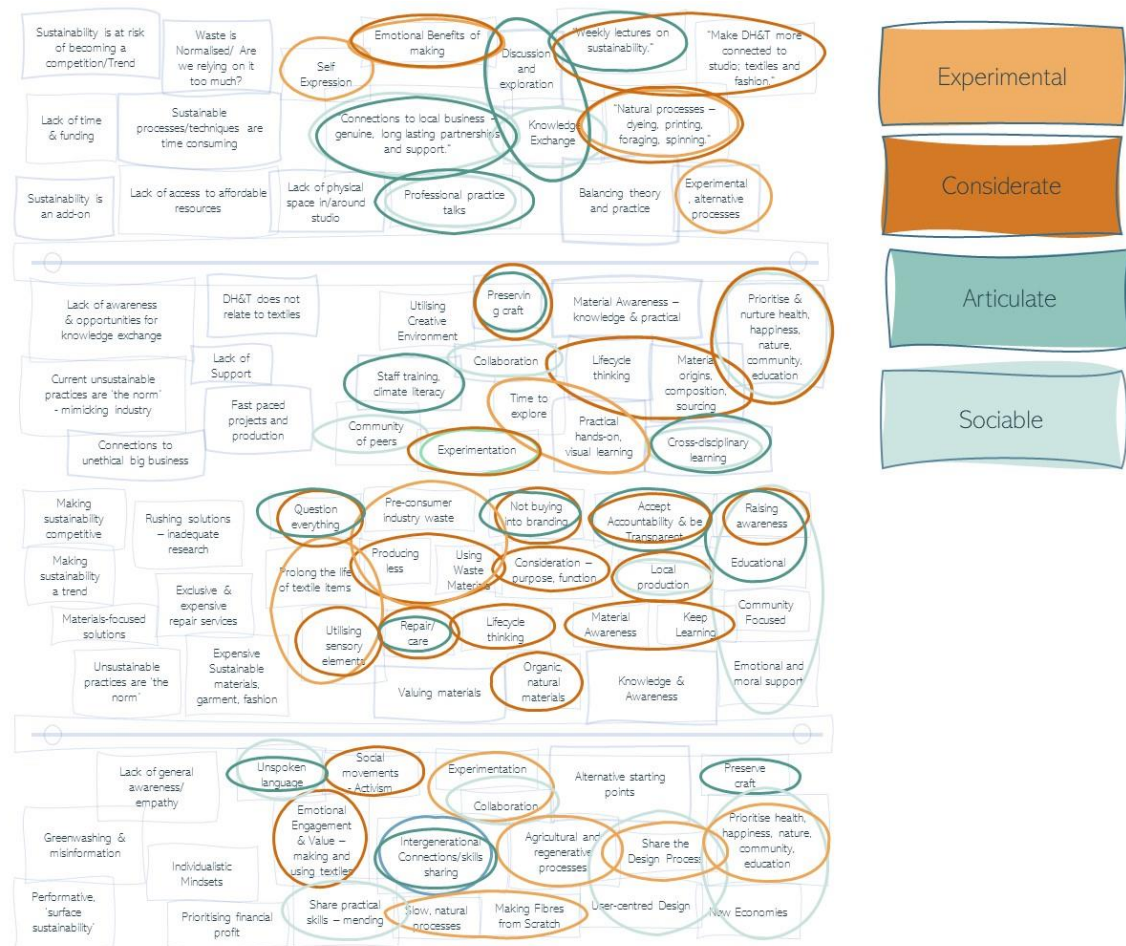 Sustainability is at risk
of becoming a
competition/Trend
Waste is
Normalised/ Are
we relying on it
too much?
Self
Expression
Emotional Benefits of
making
Discussion
and
exploration
"Weekly lectures on
sustainability."
"Make DH&T more
connected to
studio; textiles and
fashion."
Lack of time
& funding
Sustainable
processes/techniques are
time consuming
Connections to local business –
genuine, long lasting partnerships
and support."
Knowledge
Exchange
"Natural processes –
dyeing, printing,
foraging, spinning."
Sustainability is
an add-on
Lack of access to affordable
resources
Lack of physical
space in/around
studio
Professional practice
talks
Balancing theory
and practice
Experimental
, alternative
processes
Lack of awareness
& opportunities for
knowledge exchange
DH&T does not
relate to textiles
Utilising
Creative
Environment
Preservin
g craft
Material Awareness –
knowledge & practical
Prioritise &
nurture health,
happiness,
nature,
community,
education
Current unsustainable
practices are 'the norm'
- mimicking industry
Lack of
Support
Staff training,
climate literacy
Collaboration
Lifecycle
thinking
Material
origins,
composition,
sourcing
Connections to
unethical big business
Fast paced
projects and
production
Community
of peers
Experimentation
Time to
explore
Practical
hands-on,
visual learning
Cross-disciplinary
learning
Making
sustainability
competitive
Rushing solutions
– inadequate
research
Question
everything
Pre-consumer
industry waste
Not buying
into branding
Accept
Accountability & be
Transparent
Raising
awareness
Making
sustainability
a trend
Exclusive &
expensive
repair services
Prolong the life
of textile items
Producing
less
Using
Waste
Materials
Consideration –
purpose, function
Local
production
Educational
Materials-focused
solutions
Utilising
sensory
elements
Repair/
care
Lifecycle
thinking
Material
Awareness
Keep
Learning
Community
Focused
Unsustainable
practices are 'the
norm'
Expensive
Sustainable
materials,
garment, fashion
Valuing materials
Organic,
natural
materials
Knowledge &
Awareness
Emotional and
moral support
Lack of general
awareness/
empathy
Unspoken
language
Social
movements
- Activism
Experimentation
Collaboration
Alternative starting
points
Preserve
craft
Greenwashing &
misinformation
Individualistic
Mindsets
Emotional
Engagement
& Value –
making and
using textiles
Intergenerational
Connections/skills
sharing
Agricultural and
regenerative
processes
Share the
Design Process
Prioritise health,
happiness, nature,
community,
education
Performative,
'surface
sustainability'
Prioritising financial
profit
Share practical
skills – mending
Slow, natural
processes
Making Fibres
from Scratch
User-centred Design
New Economies
Experimental
Considerate
Articulate
Sociable